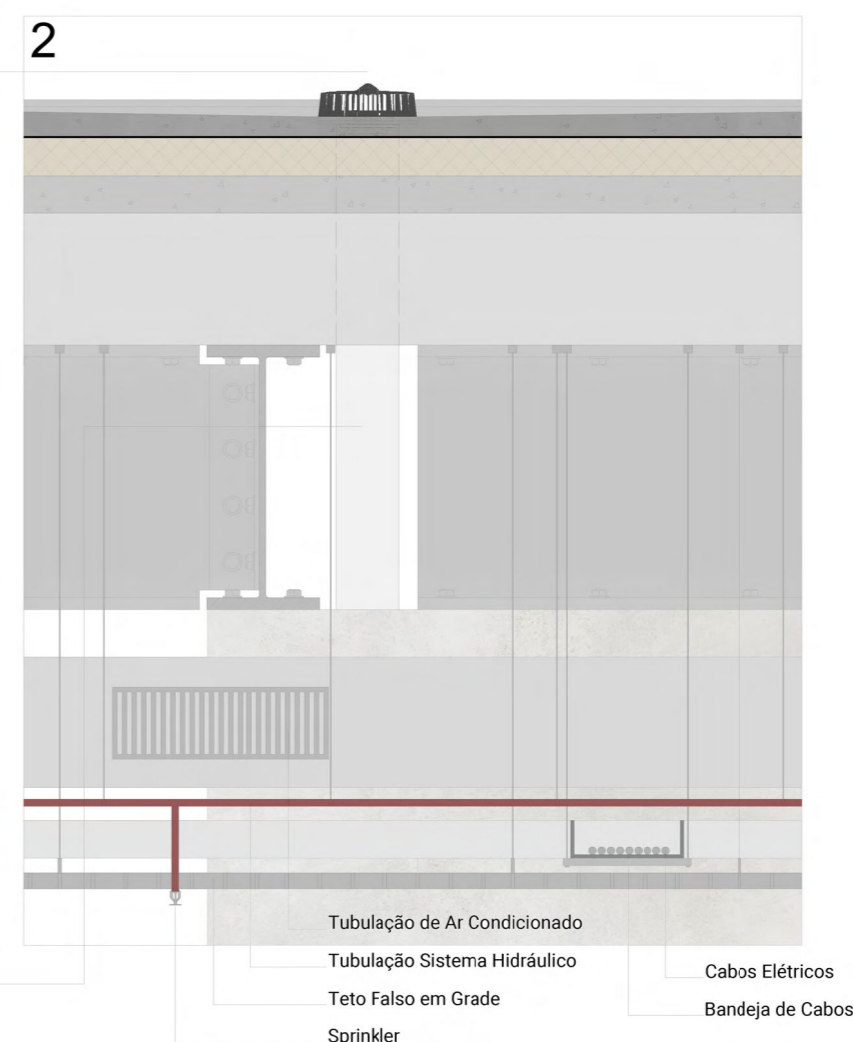 2
Tubulação de Ar Condicionado
Tubulação Sistema Hidráulico
Teto Falso em Grade
Sprinkler
Cabos Elétricos
Bandeja de Cabos